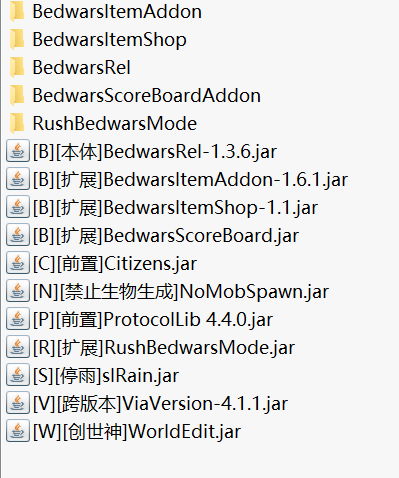 BedwarsItemAddon
BedwarsItemShop
BedwarsRel
BedwarsScoreBoardAddon
RushBedwarsMode
[B][本体]BedwarsRel-1.3.6.jar
[B][扩展]BedwarsItemAddon-1.6.1.jar
[B][扩展]BedwarsItemShop-1.1.jar
[B][扩展]BedwarsScoreBoard.jar
[C][前置]Citizens.jar
[N][禁止生物生成]NoMobSpawn.jar
[P][前置]ProtocolLib 4.4.0.jar
[R][扩展]RushBedwarsMode.jar
[S][停雨]slRain.jar
[V][跨版本]ViaVersion-4.1.1.jar
[W][创世神]WorldEdit.jar